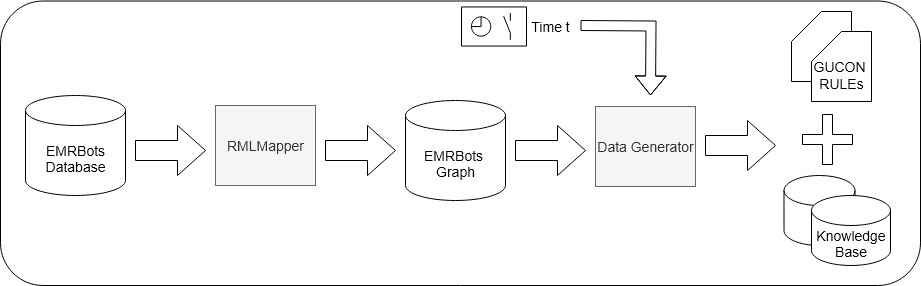 Time t
GUCON
RULEs
EMRBots
Database
RMLMapper
EMRBots
Graph
Data Generator
Knowledge
Base